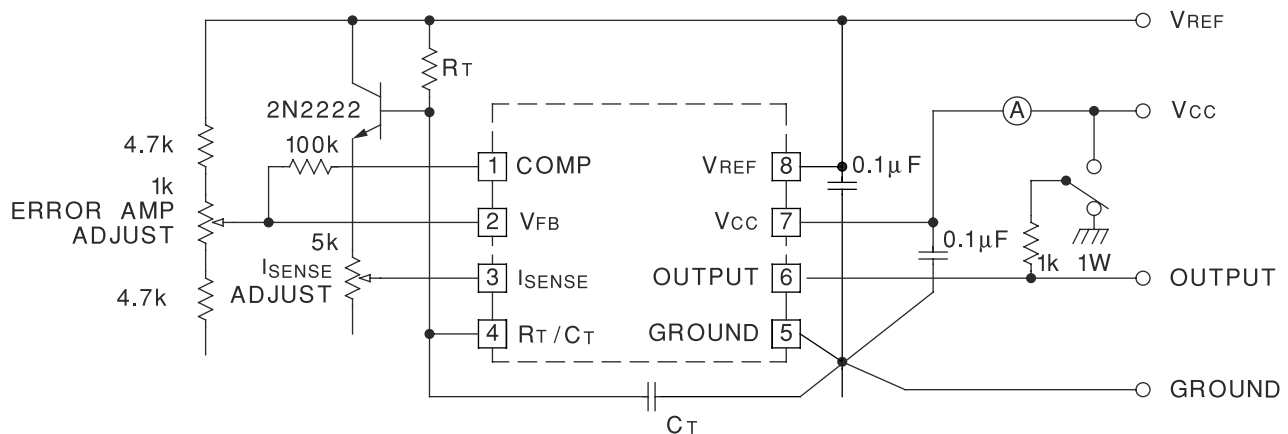 VREF
RT
A
VCC
2N2222
100k
4.7k
1 COMP
VREF 8
0.1µF
1k
ERROR AMP
ADJUST
2 VFB
VCC 7
5k
ISENSE
ADJUST
0.1µF
1k
1W
3 ISENSE
OUTPUT 6
OUTPUT
4.7k
4 RT/CT
GROUND 5
GROUND
CT